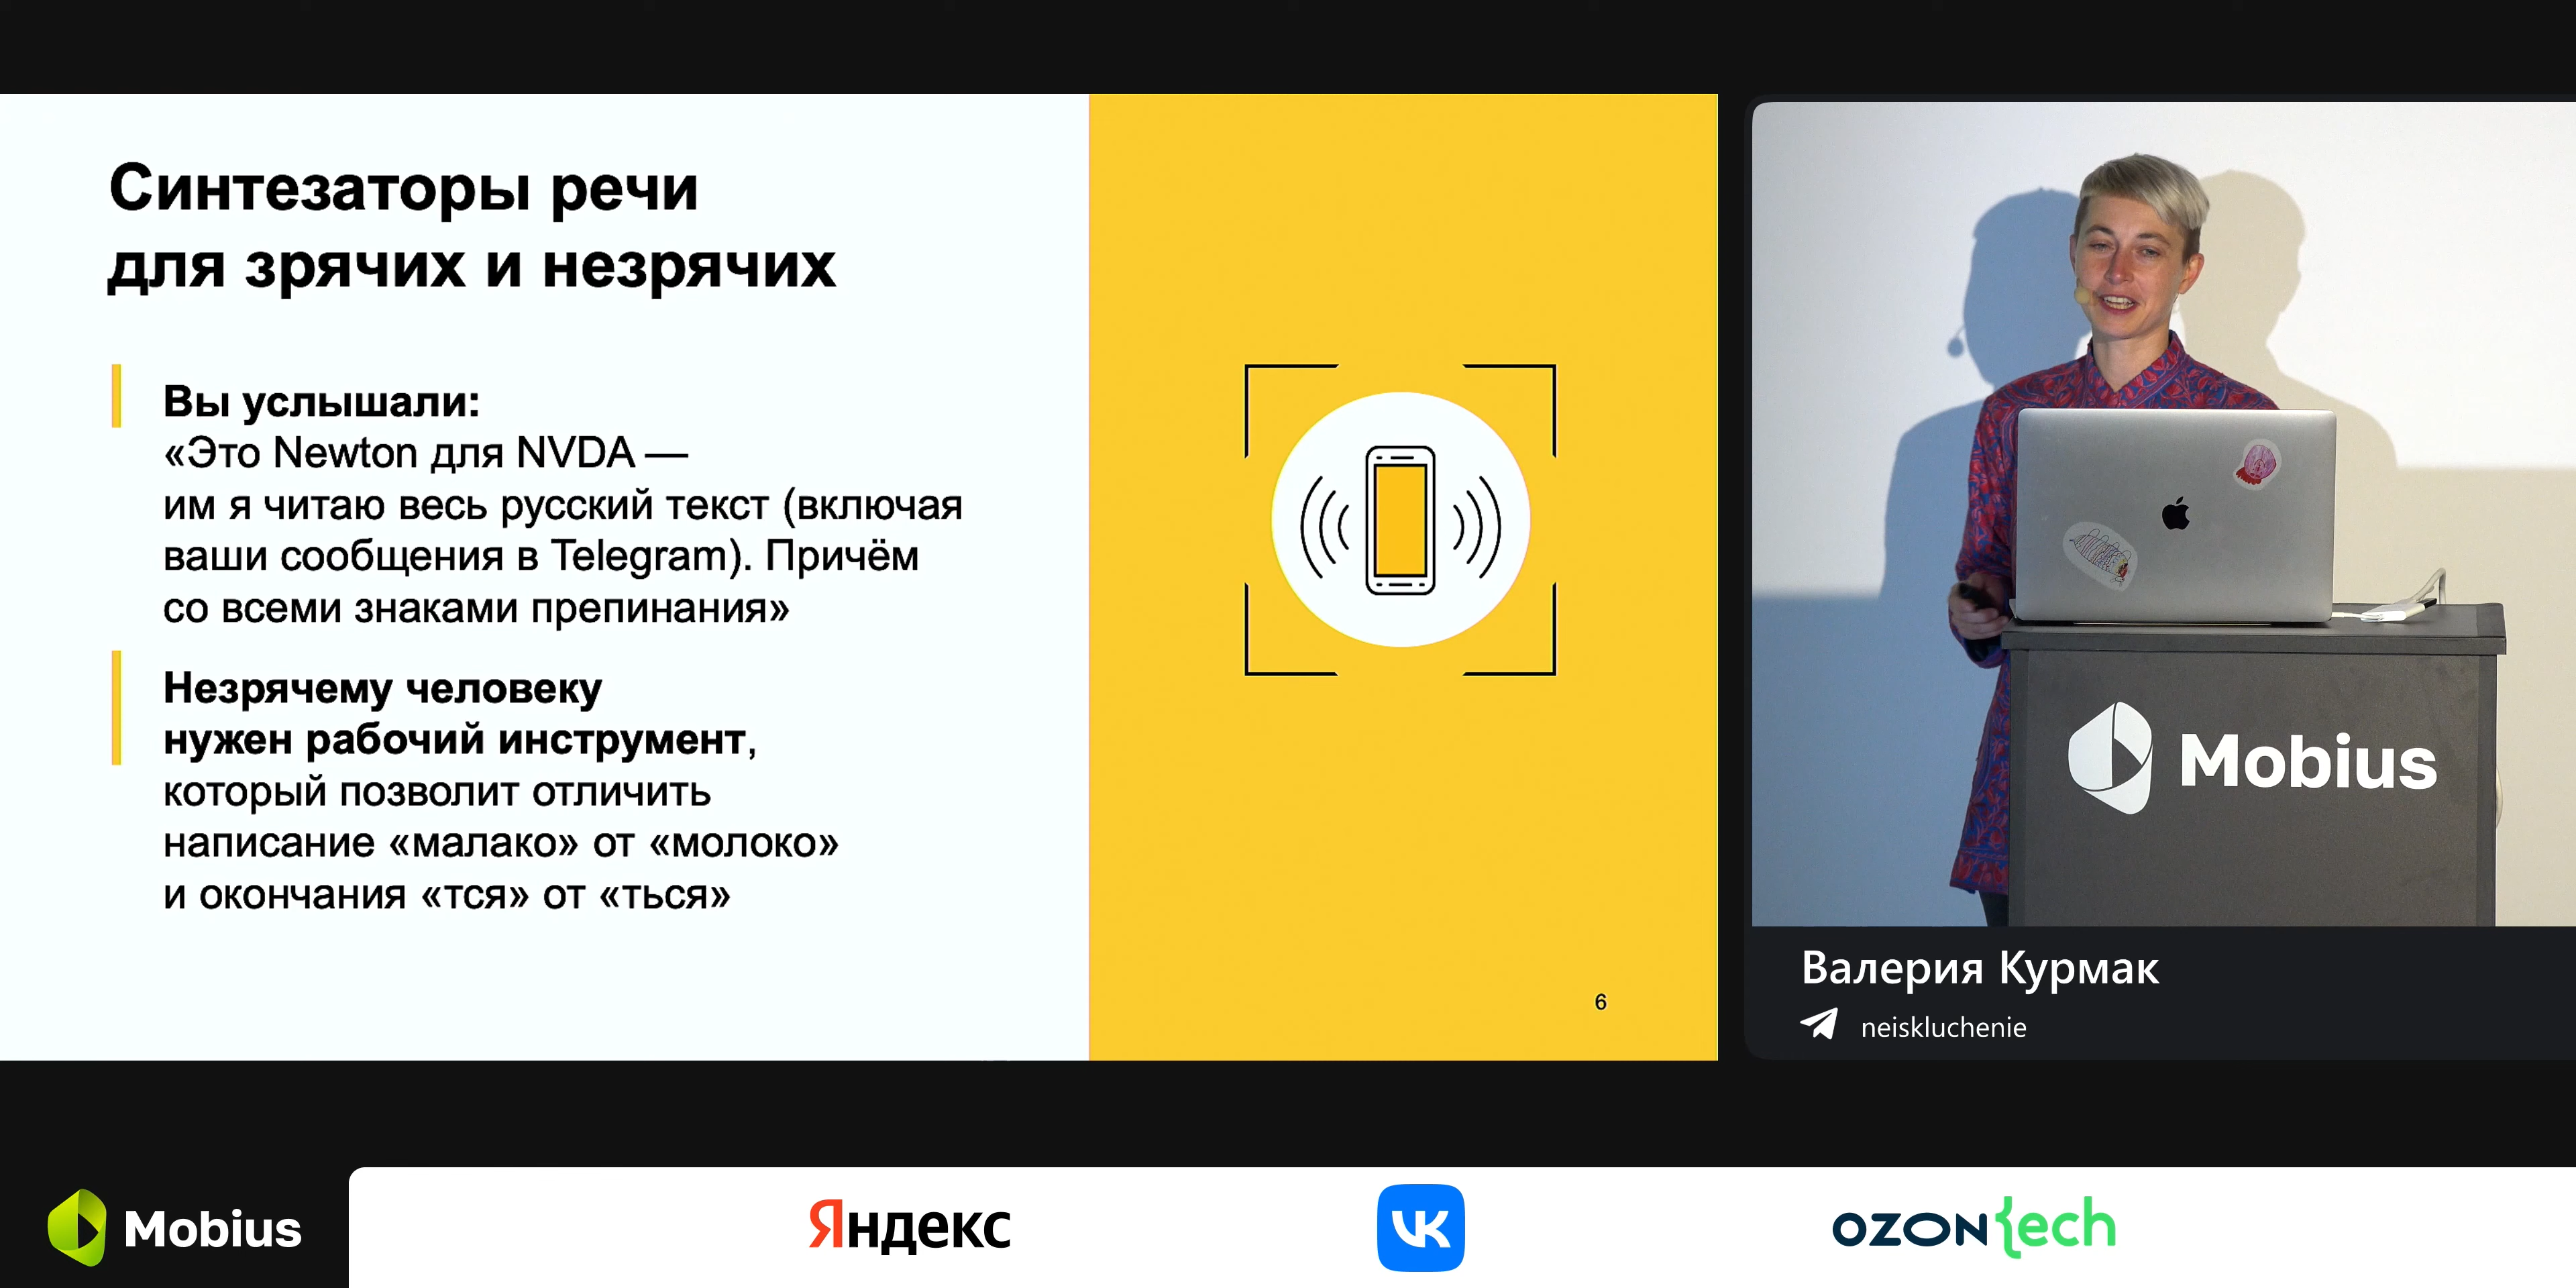 Синтезаторы речи
для зрячих и незрячих
Вы услышали:
«Это Newton для NVDA —
им я читаю весь русский текст (включая
ваши сообщения в Telegram). Причём
со всеми знаками препинания»
Незрячему человеку
нужен рабочий инструмент,
который позволит отличить
написание «малако» от «молоко»
и окончания «тся» от «ться»
6
Mobius
Валерия Курмак
neiskluchenie
Mobius
Яндекс
VK
ozon{ech